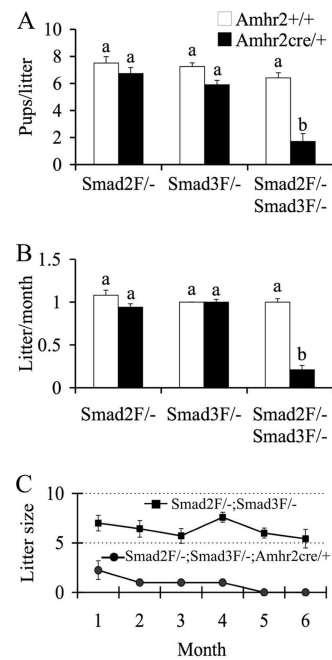 A
Amhr2+/+
Amhr2cre/+
Pups/litter
10
8
6
4
2
0
a a a a a b
Smad2F/- Smad3F/- Smad2F/-
Smad3F/-
B
Litter/month
1.5
1
0.5
0
a a a a a b
Smad2F/- Smad3F/- Smad2F/-
Smad3F/-
C
Litter size
10
5
0
Smad2F/-;Smad3F/-
Smad2F/-;Smad3F/-;Amhr2cre/+
1 2 3 4 5 6
Month